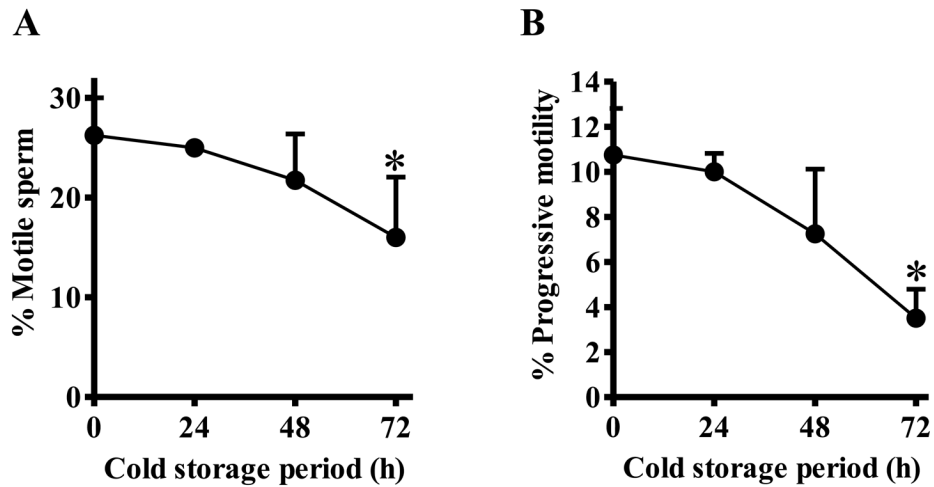 A
% Motile sperm
30
20
10
0
*
0 24 48 72
Cold storage period (h)
B
% Progressive motility
14
12
10
8
6
4
2
0
*
0 24 48 72
Cold storage period (h)